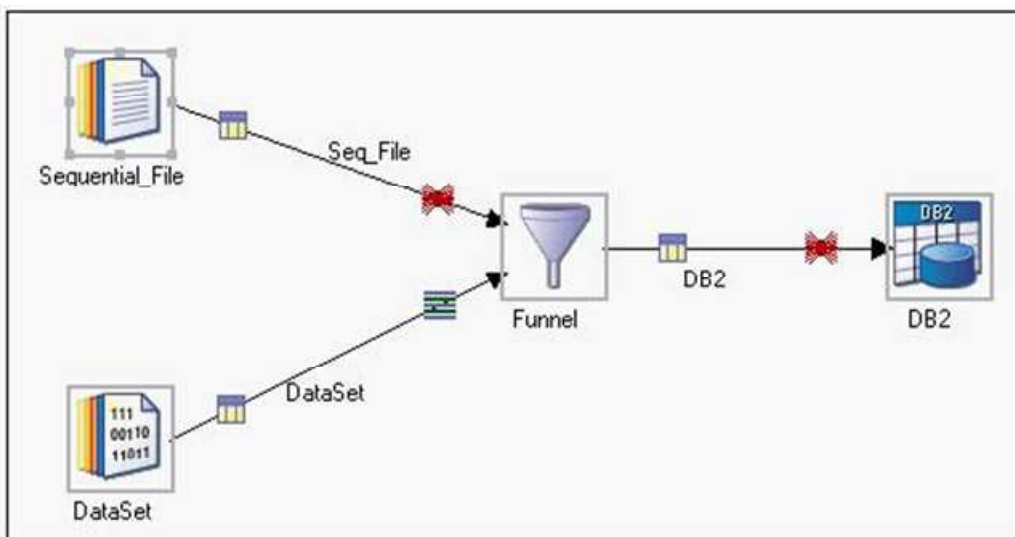 Sequential_File
Seq_File
Funnel
DB2
DB2
DB2
DataSet
111
00110
11011
DataSet